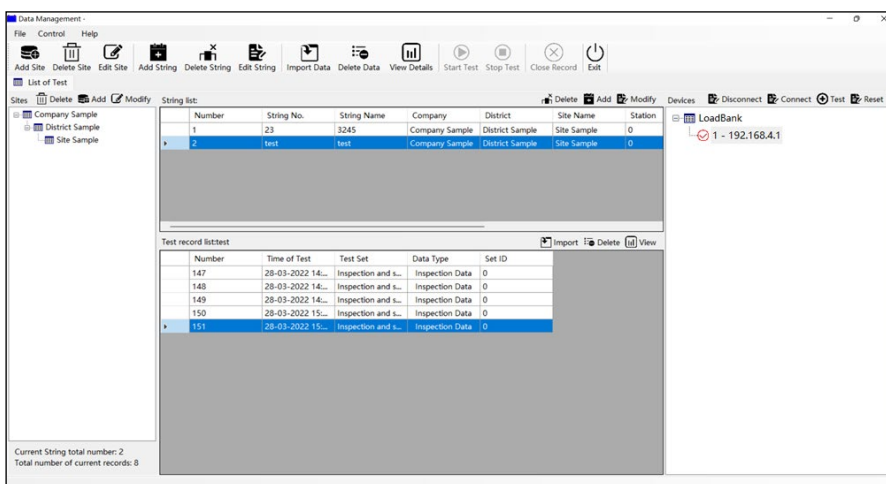 Data Management -
File Control Help
Add Site Delete Site Edit Site Add String Delete String Edit String Import Data Delete Data View Details Start Test Stop Test Close Record Exit
List of Test
Sites Delete Add Modify String list: Delete Add Modify Devices Disconnect Connect Test Reset
Company Sample
District Sample
Site Sample
Number String No. String Name Company District Site Name Station
1 23 3245 Company Sample District Sample Site Sample 0
2 test test Company Sample District Sample Site Sample 0
LoadBank
1 - 192.168.4.1
Test record list:test Import Delete View
Number Time of Test Test Set Data Type Set ID
147 28-03-2022 14:... Inspection and s... Inspection Data 0
148 28-03-2022 14:... Inspection and s... Inspection Data 0
149 28-03-2022 14:... Inspection and s... Inspection Data 0
150 28-03-2022 15:... Inspection and s... Inspection Data 0
151 28-03-2022 15:... Inspection and s... Inspection Data 0
Current String total number: 2
Total number of current records: 8